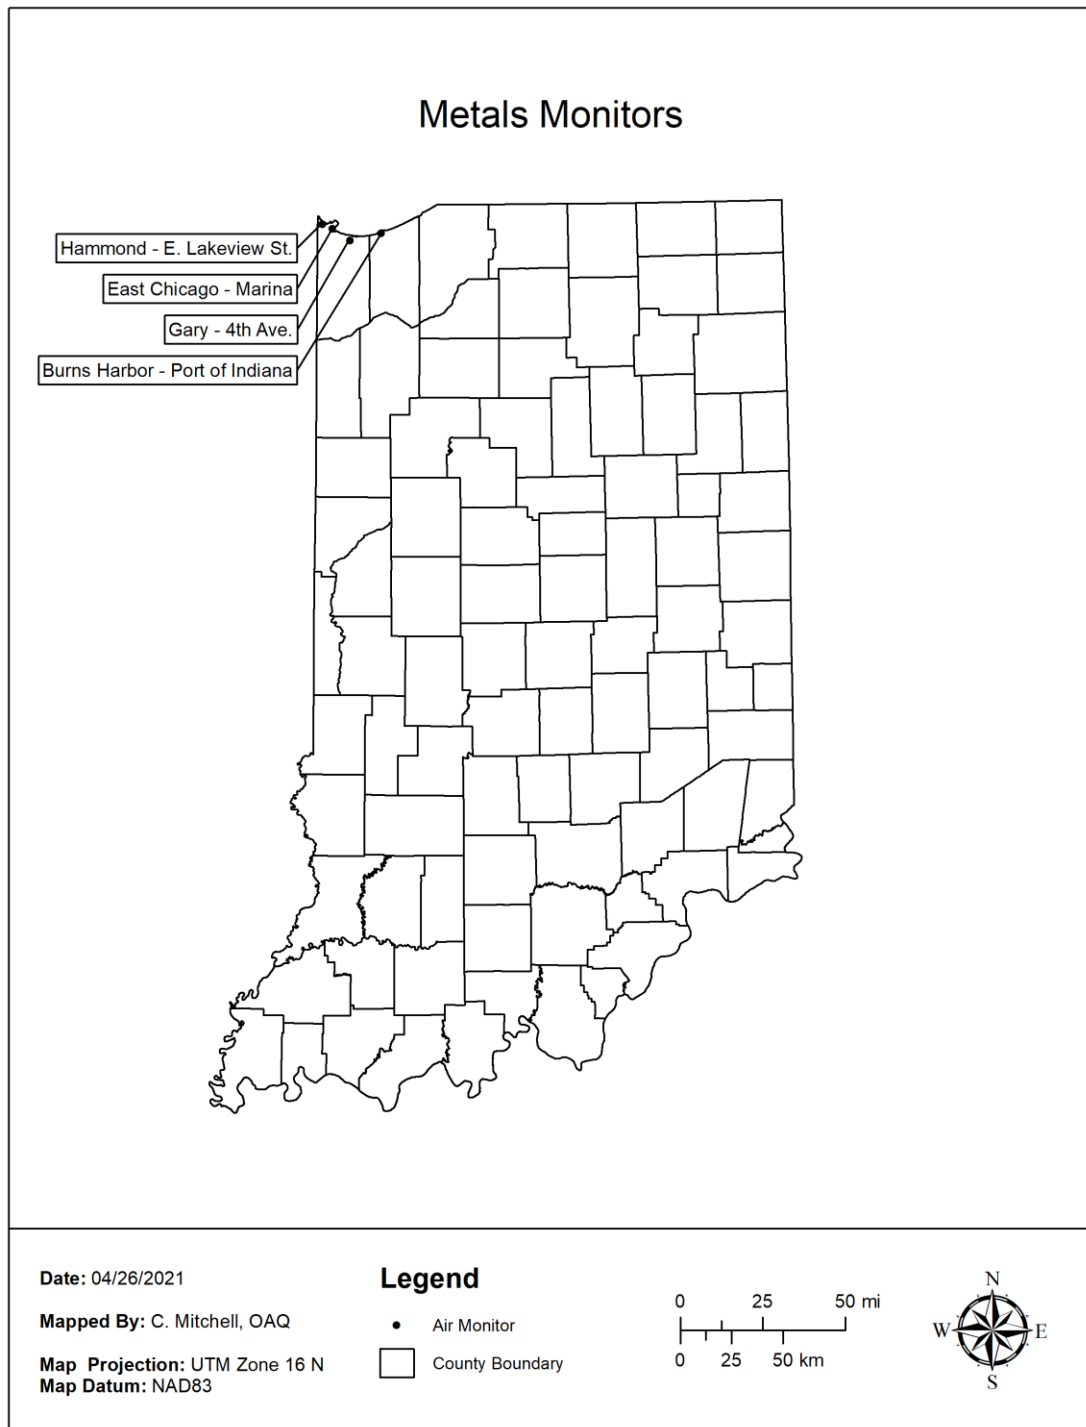 Metals Monitors
Hammond - E. Lakeview St.
East Chicago - Marina
Gary - 4th Ave.
Burns Harbor - Port of Indiana
Date: 04/26/2021
Mapped By: C. Mitchell, OAQ
Map Projection: UTM Zone 16 N
Map Datum: NAD83
Legend
Air Monitor
County Boundary
0 25 50 mi
0 25 50 km
N
W E
S